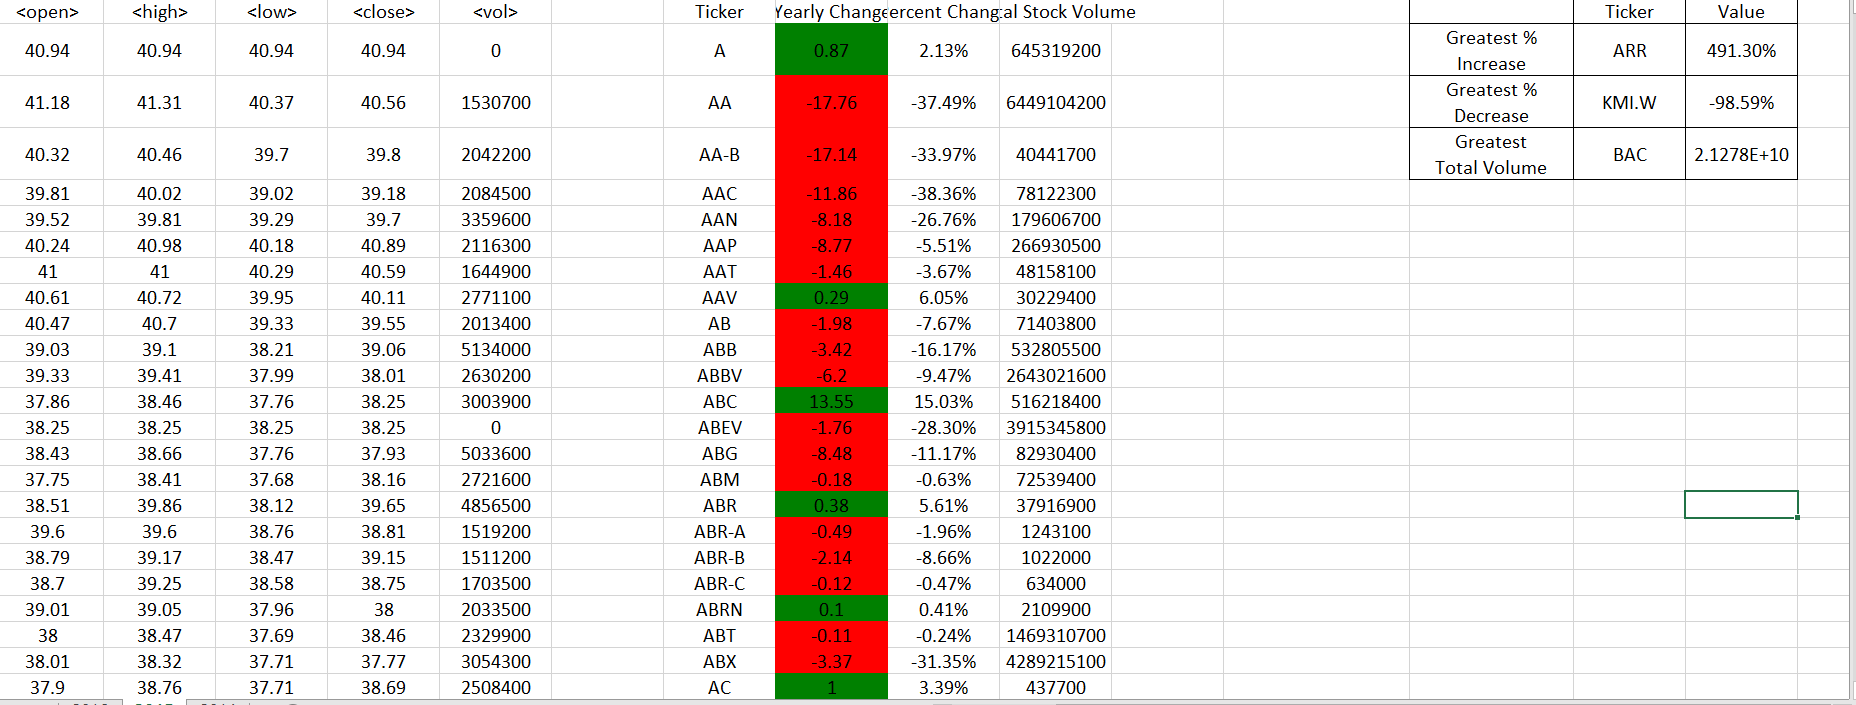 <open> <high> <low> <close> <vol> Ticker Yearly Change ercent Chang al Stock Volume Ticker Value
40.94 40.94 40.94 40.94 0 A 0.87 2.13% 645319200 Greatest % Increase ARR 491.30%
41.18 41.31 40.37 40.56 1530700 AA -17.76 -37.49% 6449104200 Greatest % Decrease KMI.W -98.59%
40.32 40.46 39.7 39.8 2042200 AA-B -17.14 -33.97% 40441700 Greatest Total Volume BAC 2.1278E+10
39.81 40.02 39.02 39.18 2084500 AAC -11.86 -38.36% 78122300
39.52 39.81 39.29 39.7 3359600 AAN -8.18 -26.76% 179606700
40.24 40.98 40.18 40.89 2116300 AAP -8.77 -5.51% 266930500
41 41 40.29 40.59 1644900 AAT -1.46 -3.67% 48158100
40.61 40.72 39.95 40.11 2771100 AAV 0.29 6.05% 30229400
40.47 40.7 39.33 39.55 2013400 AB -1.98 -7.67% 71403800
39.03 39.1 38.21 39.06 5134000 ABB -3.42 -16.17% 532805500
39.33 39.41 37.99 38.01 2630200 ABBV -6.2 -9.47% 2643021600
37.86 38.46 37.76 38.25 3003900 ABC 13.55 15.03% 516218400
38.25 38.25 38.25 38.25 0 ABEV -1.76 -28.30% 3915345800
38.43 38.66 37.76 37.93 5033600 ABG -8.48 -11.17% 82930400
37.75 38.41 37.68 38.16 2721600 ABM -0.18 -0.63% 72539400
38.51 39.86 38.12 39.65 4856500 ABR 0.38 5.61% 37916900
39.6 39.6 38.76 38.81 1519200 ABR-A -0.49 -1.96% 1243100
38.79 39.17 38.47 39.15 1511200 ABR-B -2.14 -8.66% 1022000
38.7 39.25 38.58 38.75 1703500 ABR-C -0.12 -0.47% 634000
39.01 39.05 37.96 38 2033500 ABRN 0.1 0.41% 2109900
38 38.47 37.69 38.46 2329900 ABT -0.11 -0.24% 1469310700
38.01 38.32 37.71 37.77 3054300 ABX -3.37 -31.35% 4289215100
37.9 38.76 37.71 38.69 2508400 AC 1 3.39% 437700